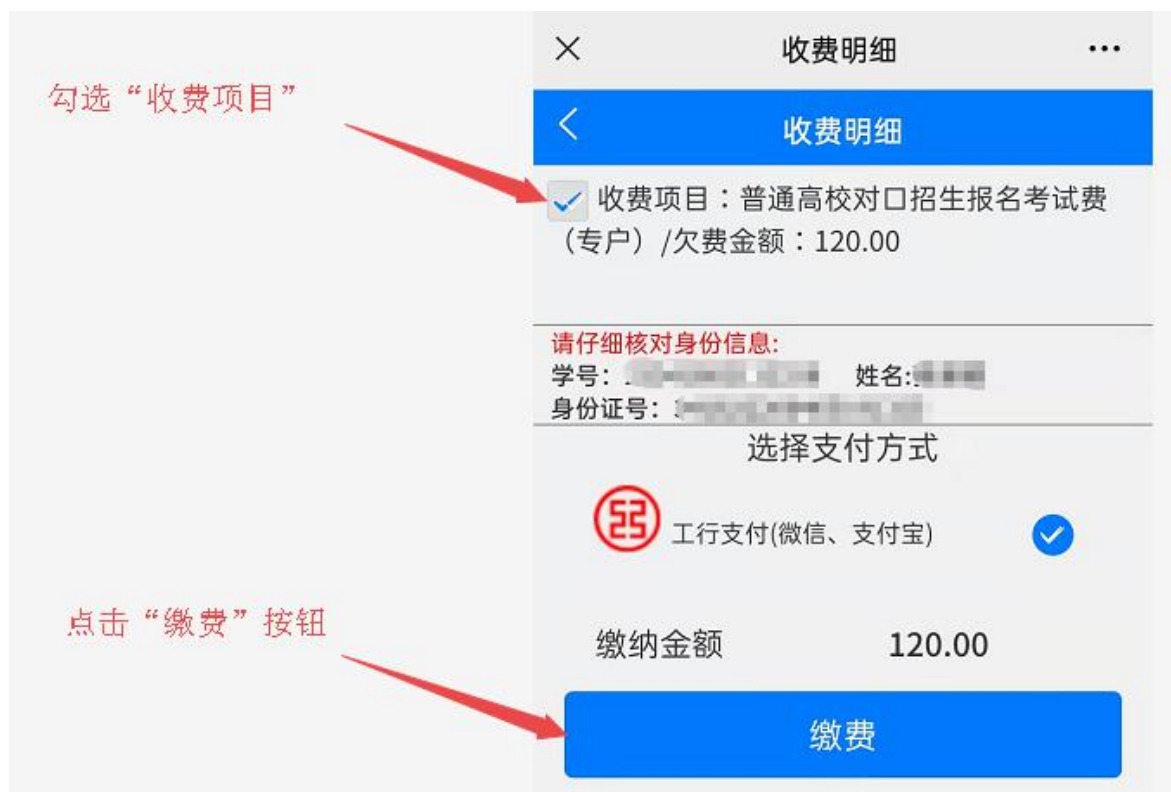 收费明细
勾选“收费项目”
收费明细
收费项目：普通高校对口招生报名考试费
（专户）/欠费金额：120.00
请仔细核对身份信息:
学号： 姓名:
身份证号：
选择支付方式
工行支付(微信、支付宝)
点击“缴费”按钮
缴纳金额 120.00
缴费